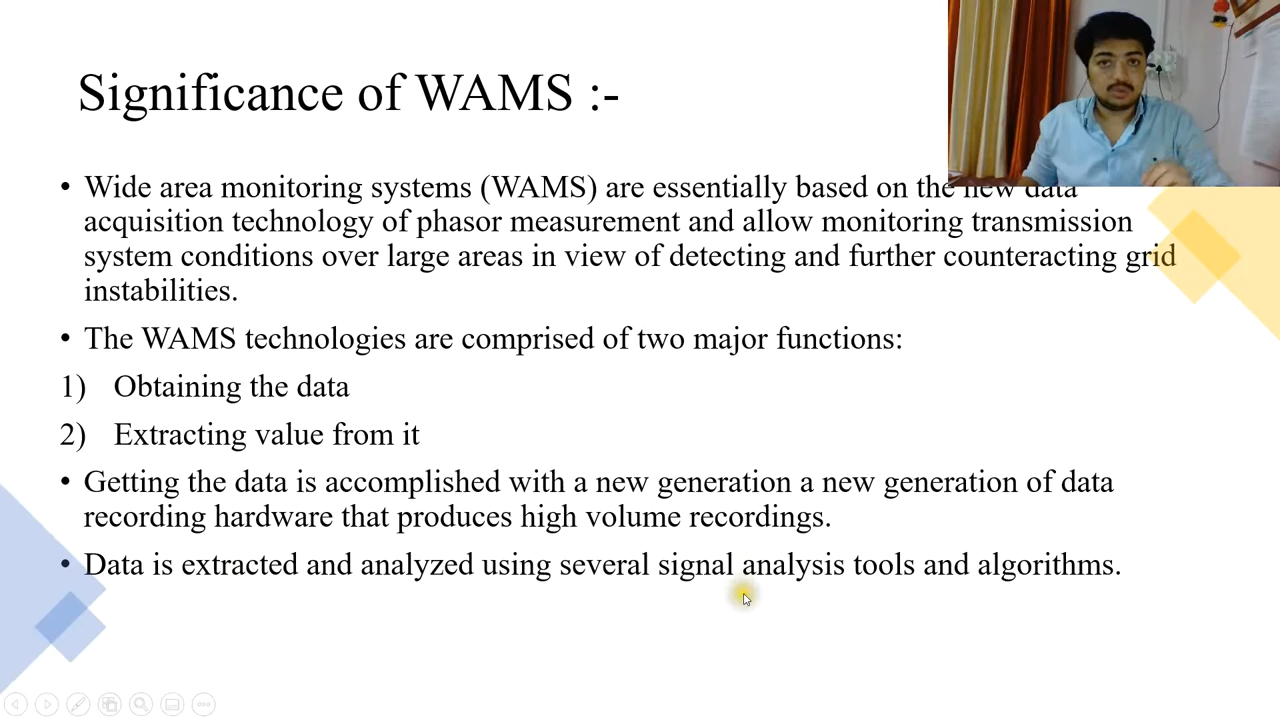 Significance of WAMS :-
• Wide area monitoring systems (WAMS) are essentially based on the new data
acquisition technology of phasor measurement and allow monitoring transmission
system conditions over large areas in view of detecting and further counteracting grid
instabilities.
• The WAMS technologies are comprised of two major functions:
1) Obtaining the data
2) Extracting value from it
• Getting the data is accomplished with a new generation a new generation of data
recording hardware that produces high volume recordings.
• Data is extracted and analyzed using several signal analysis tools and algorithms.